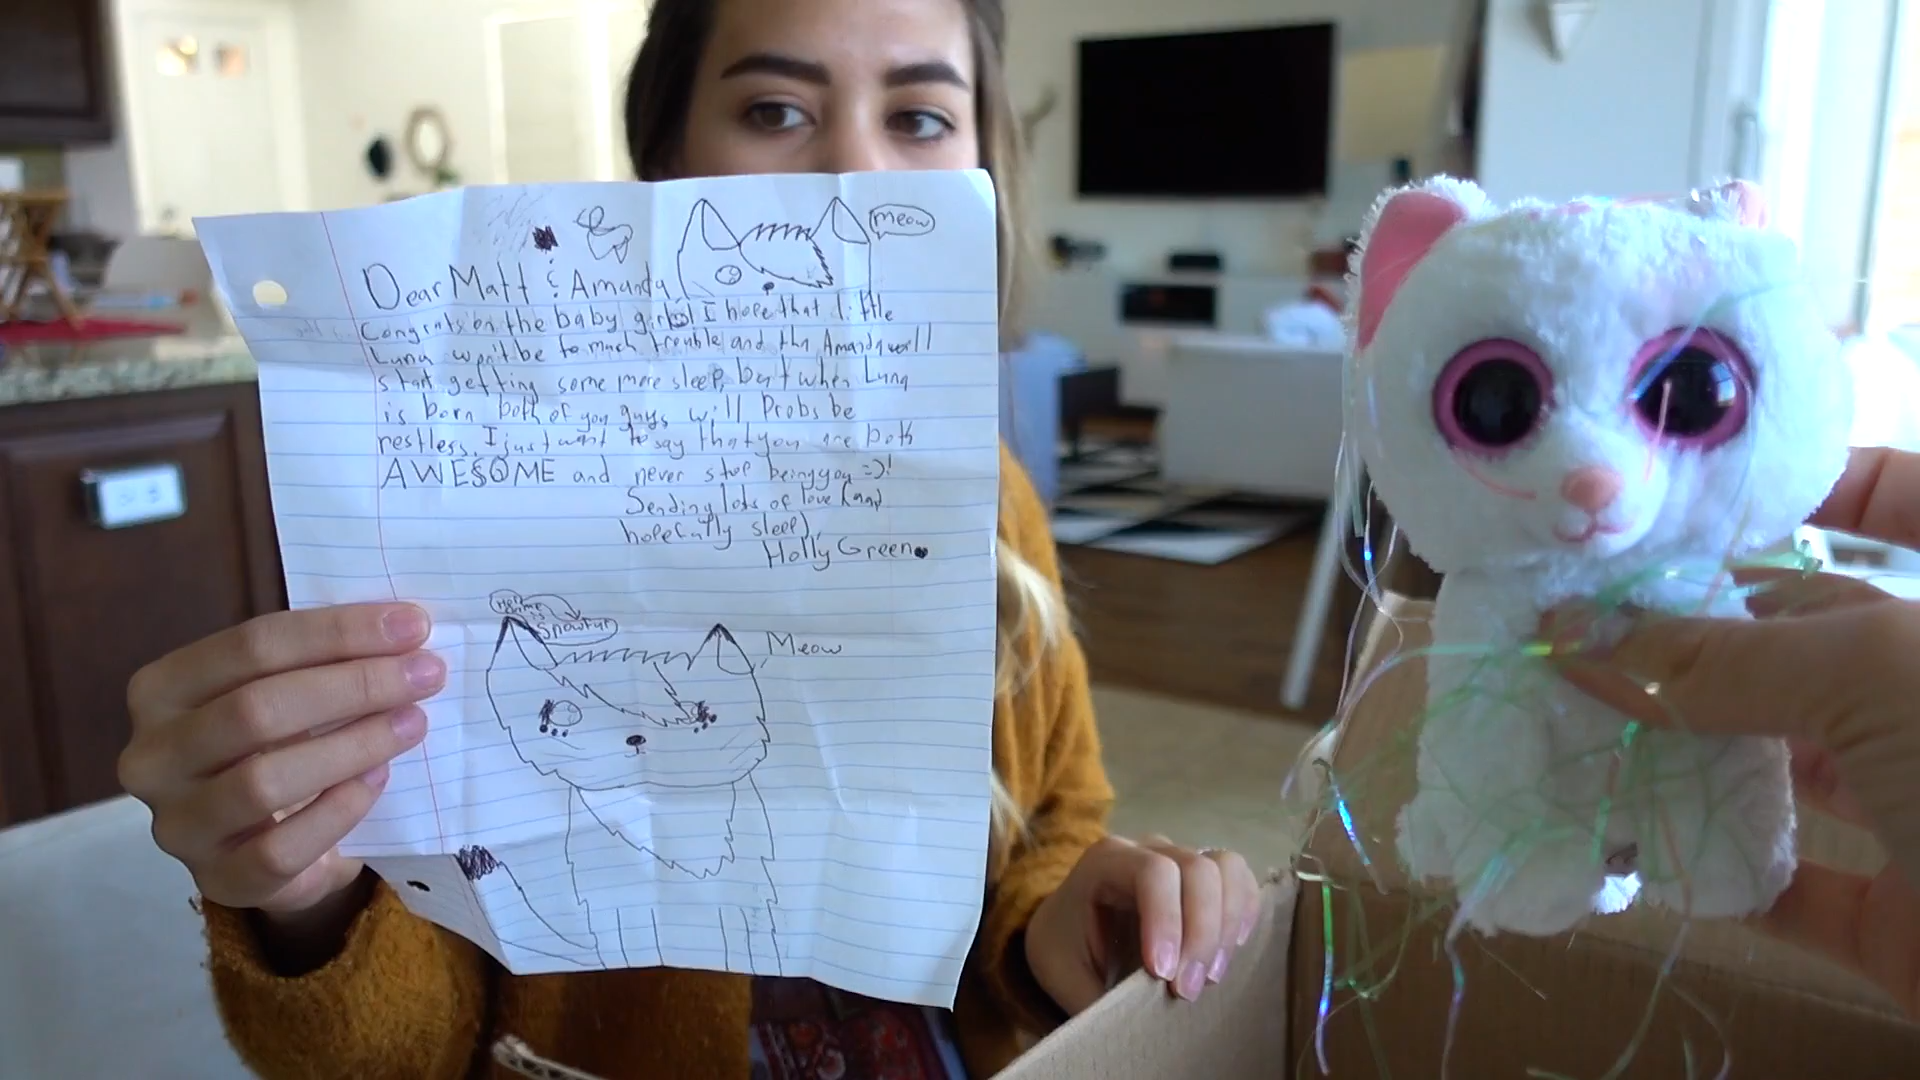 meow
Dear Matt & Amanda
Congrats on the baby girl I hope that little
Luna won't be to much trouble and tha Amanda will
start getting some more sleep, but when Luna
is born both of you guys will Probs be
restless. I just want to say that you are both
AWESOME and never stop being you =)!
Sending lots of love (and
hopefully sleep),
Holly Green
Her name
is
Snowfur
Meow